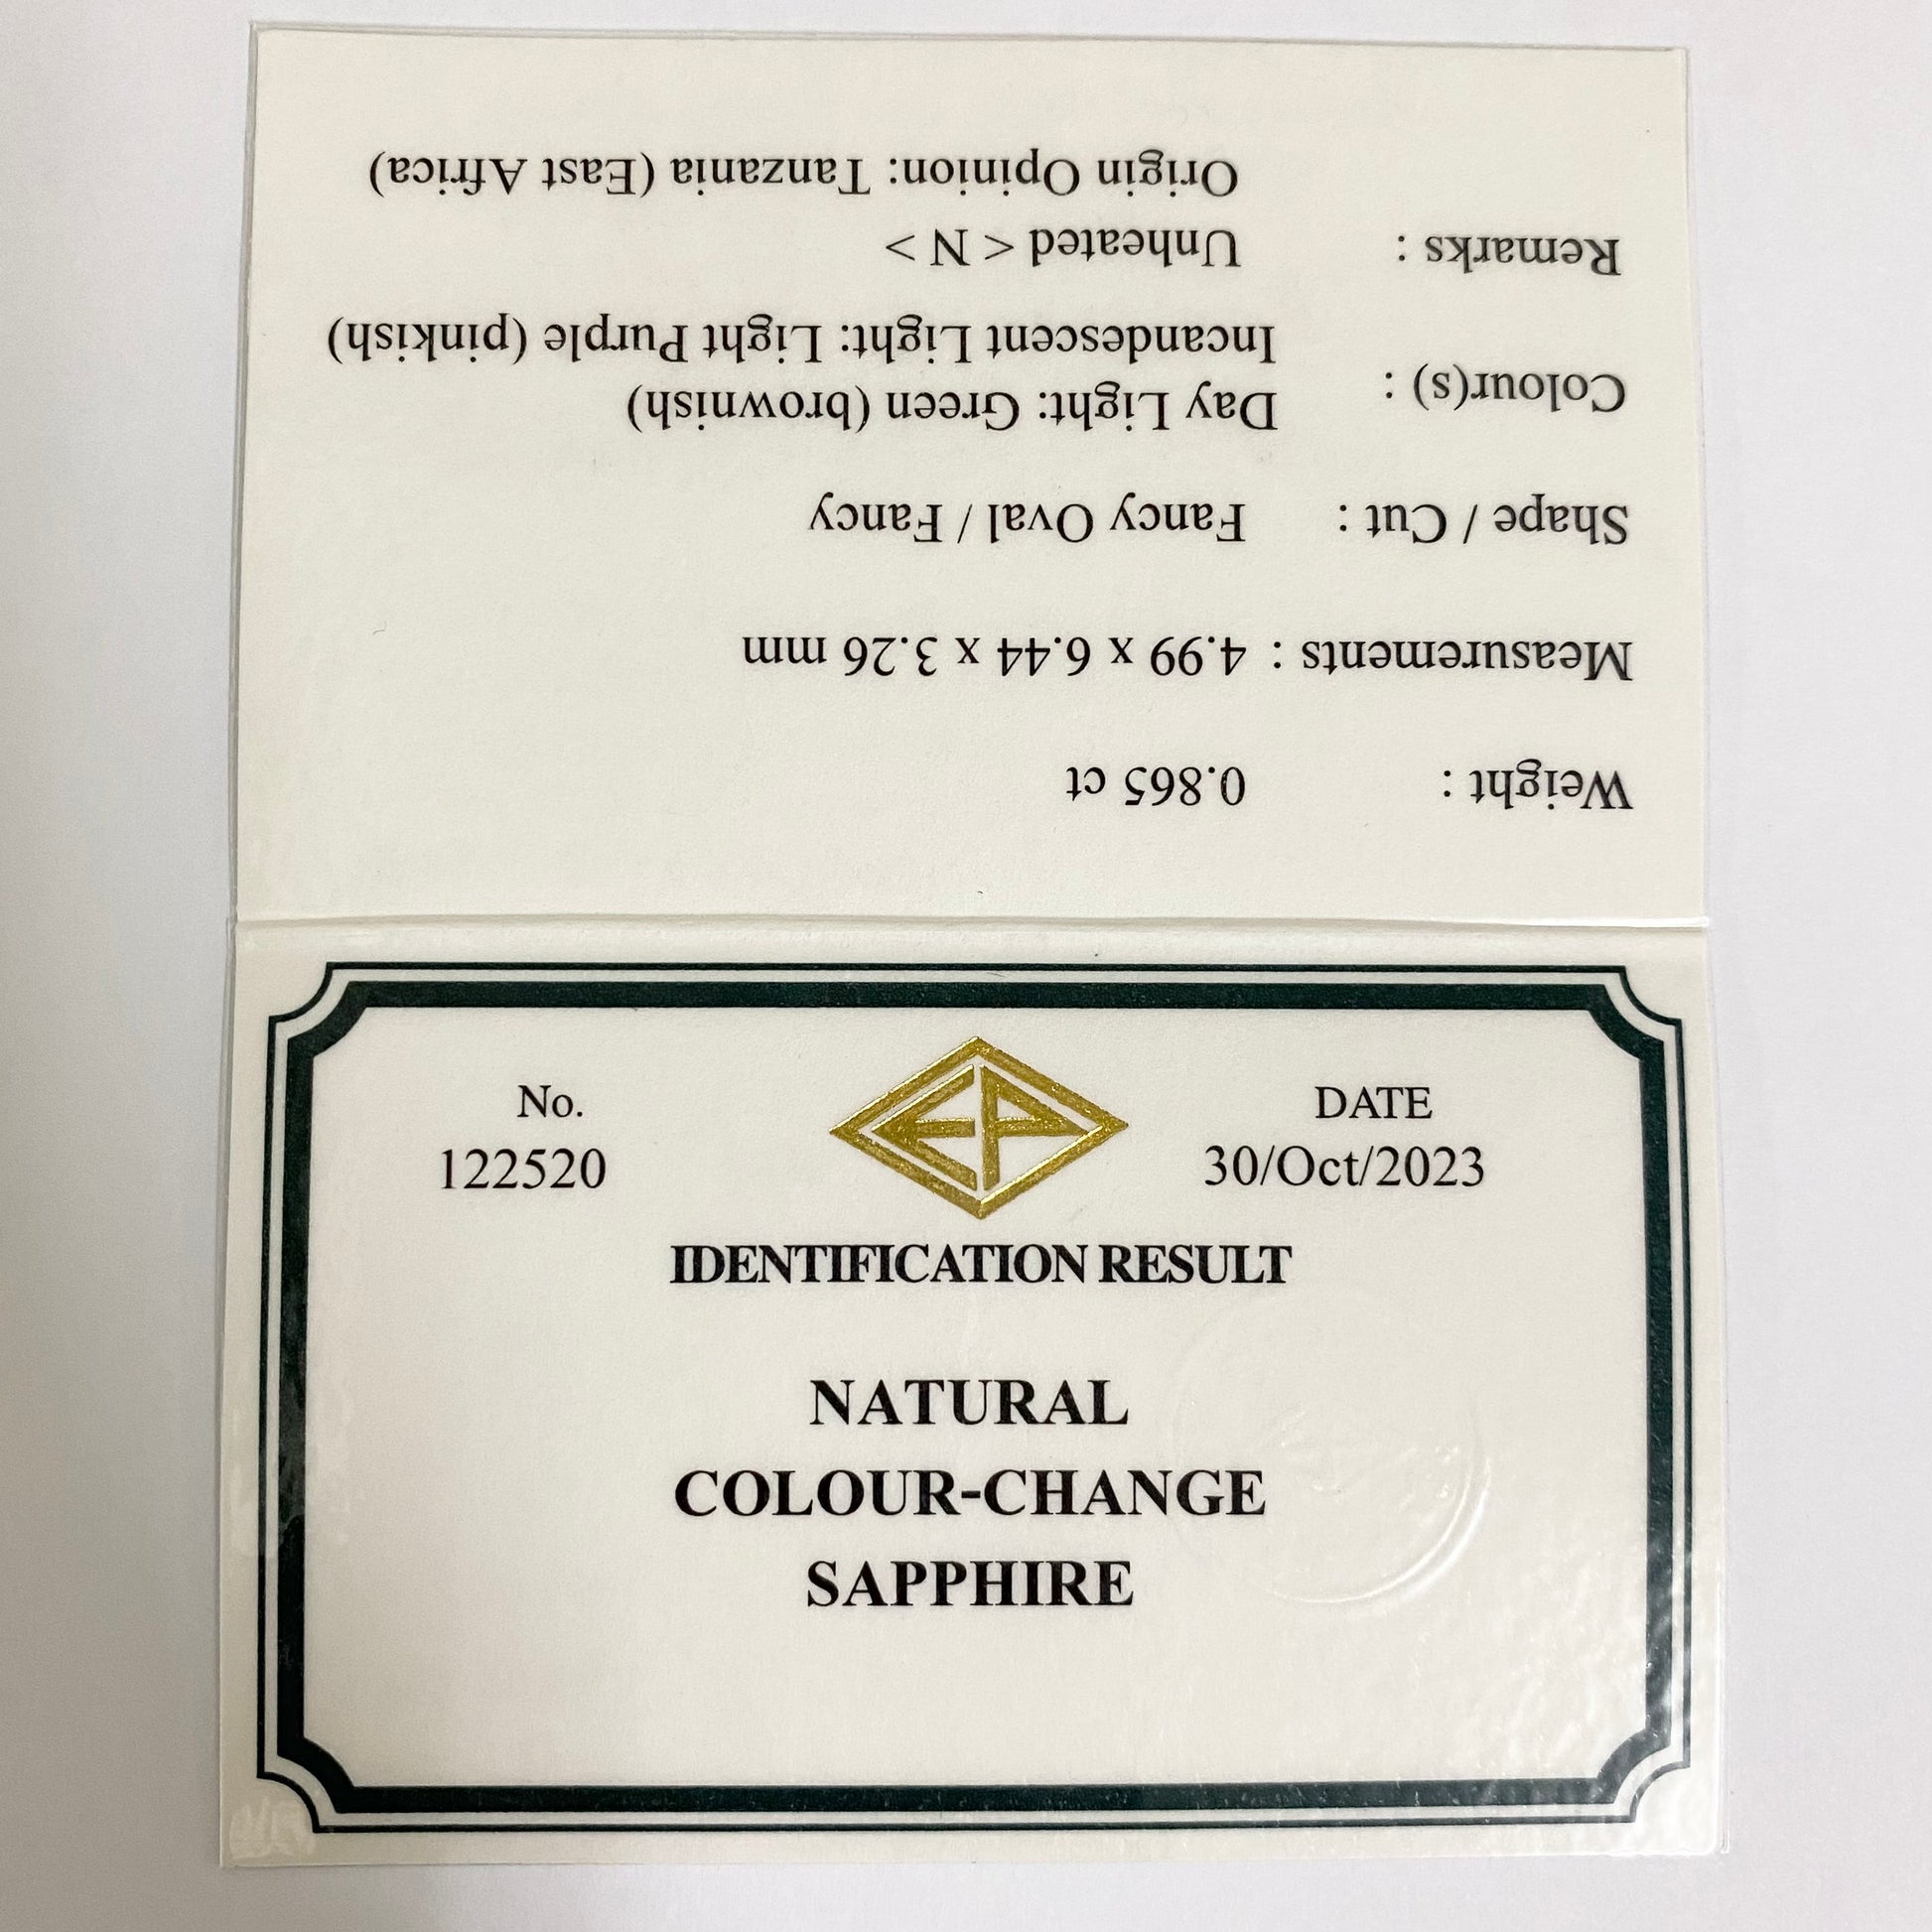 No.
122520
EP
DATE
30/Oct/2023
IDENTIFICATION RESULT
NATURAL
COLOUR-CHANGE
SAPPHIRE
Weight : 0.865 ct
Measurements : 4.99 x 6.44 x 3.26 mm
Shape / Cut : Fancy Oval / Fancy
Colour(s) : Day Light: Green (brownish)
Incandescent Light: Light Purple (pinkish)
Remarks : Unheated < N >
Origin Opinion: Tanzania (East Africa)